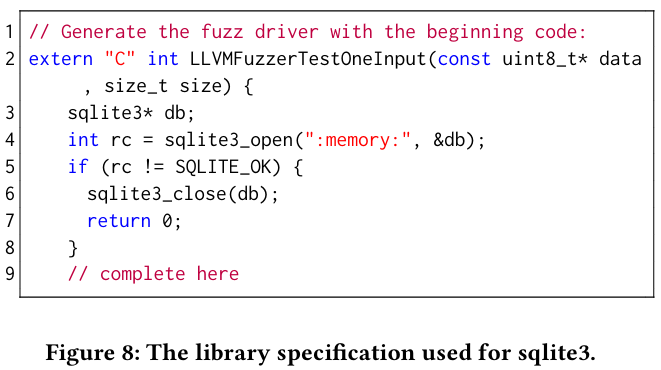 1 // Generate the fuzz driver with the beginning code:
2 extern "C" int LLVMFuzzerTestOneInput(const uint8_t* data
, size_t size) {
3 sqlite3* db;
4 int rc = sqlite3_open(":memory:", &db);
5 if (rc != SQLITE_OK) {
6 sqlite3_close(db);
7 return 0;
8 }
9 // complete here
Figure 8: The library specification used for sqlite3.